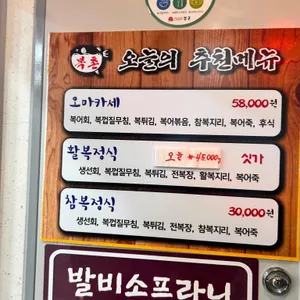 복촌 오늘의 추천메뉴
오마카세 58,000원
복어회, 복껍질무침, 복튀김, 복어볶음, 참복지리, 복어죽, 후식
활복정식 오늘 ₩45,000원 싯가
생선회, 복껍질무침, 복튀김, 전복장, 활복지리, 복어죽
참복정식 30,000원
생선회, 복껍질무침, 복튀김, 전복장, 참복지리, 복어죽
발비소프라니